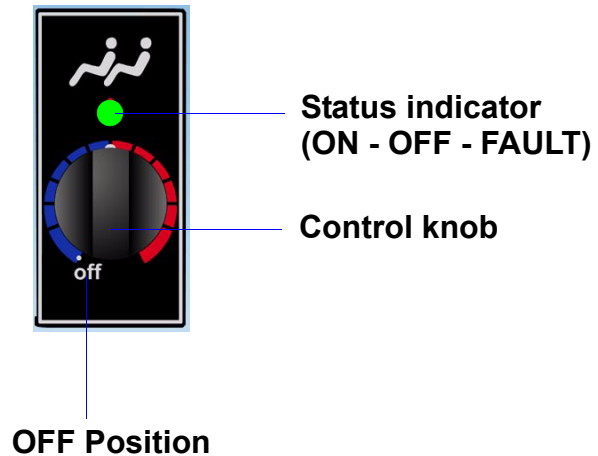 Status indicator
(ON - OFF - FAULT)
Control knob
off
OFF Position